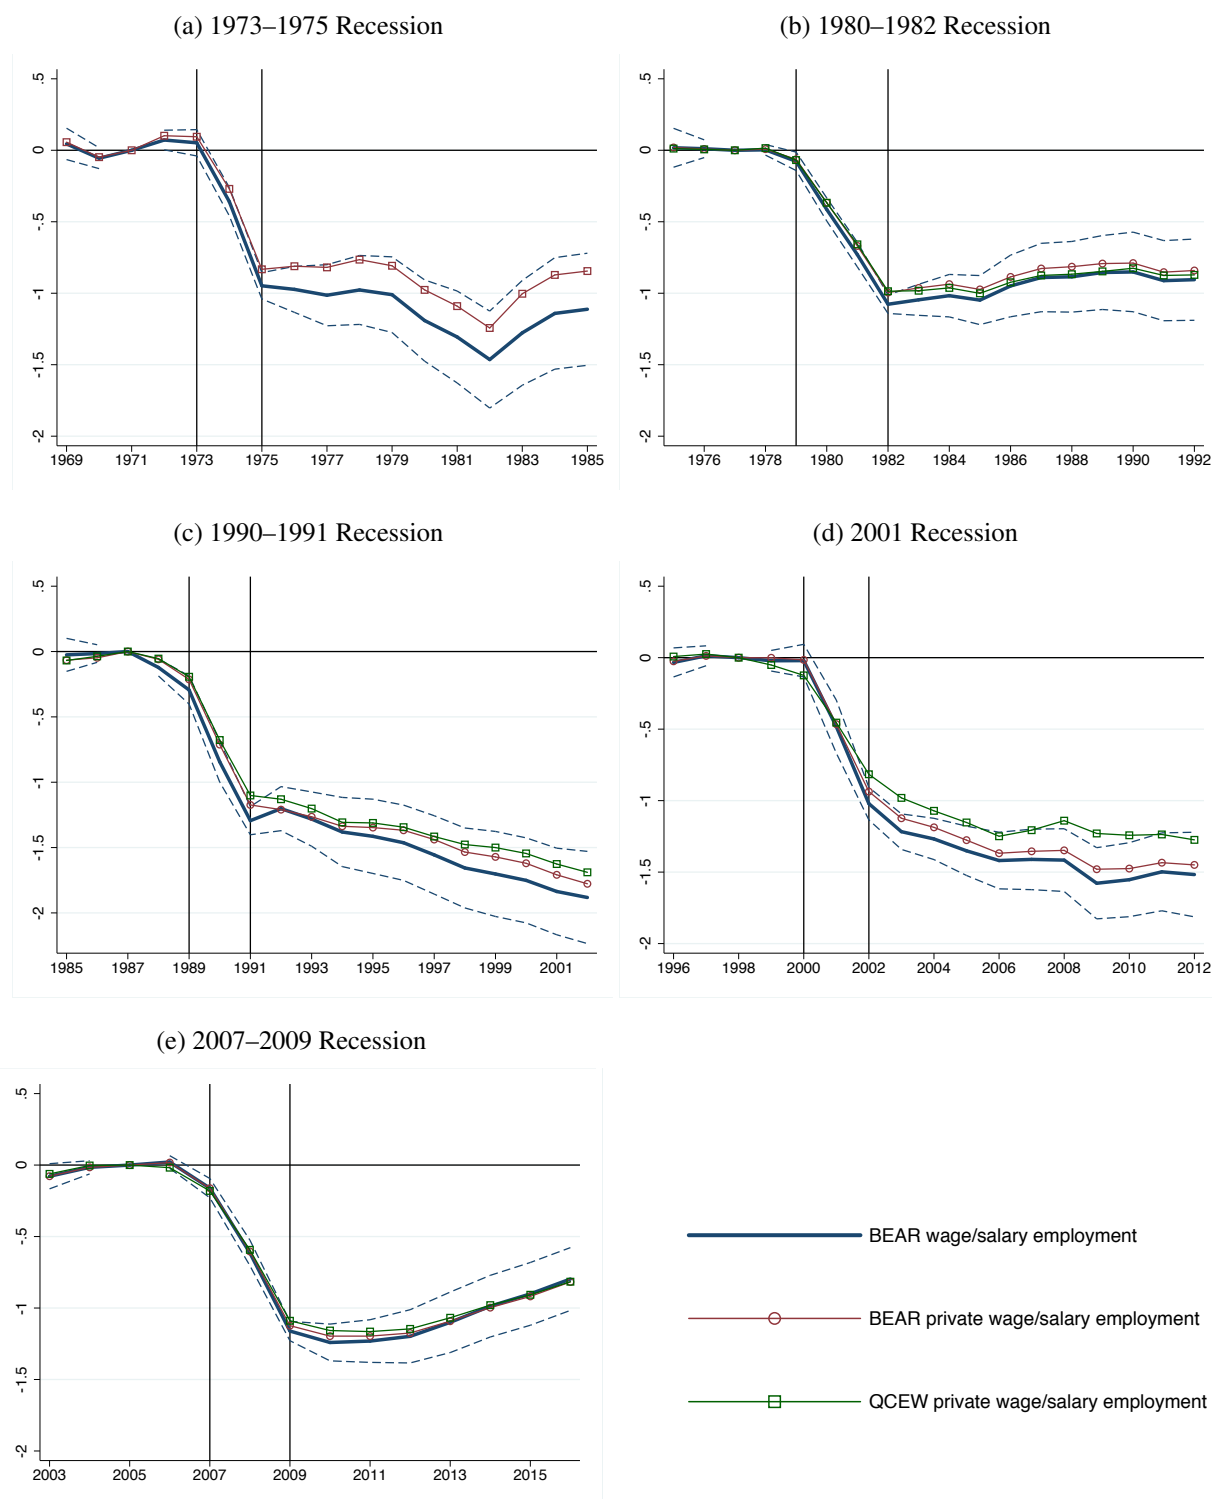 (a) 1973–1975 Recession
.5
0
-.5
-1
-1.5
-2
1969 1971 1973 1975 1977 1979 1981 1983 1985
(b) 1980–1982 Recession
.5
0
-.5
-1
-1.5
-2
1976 1978 1980 1982 1984 1986 1988 1990 1992
(c) 1990–1991 Recession
.5
0
-.5
-1
-1.5
-2
1985 1987 1989 1991 1993 1995 1997 1999 2001
(d) 2001 Recession
.5
0
-.5
-1
-1.5
-2
1996 1998 2000 2002 2004 2006 2008 2010 2012
(e) 2007–2009 Recession
.5
0
-.5
-1
-1.5
-2
2003 2005 2007 2009 2011 2013 2015
BEAR wage/salary employment
BEAR private wage/salary employment
QCEW private wage/salary employment